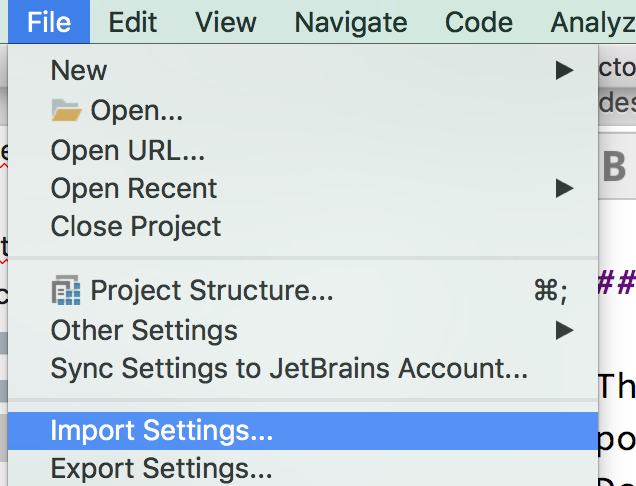 File Edit View Navigate Code Analyz
New
Open...
Open URL...
Open Recent
Close Project
Project Structure... ⌘;
Other Settings
Sync Settings to JetBrains Account...
Import Settings...
Export Settings...
cto
des
B
##
Th
po